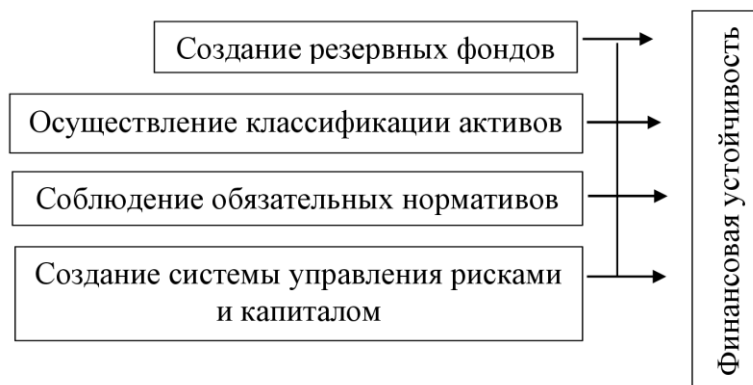 Создание резервных фондов
Осуществление классификации активов
Соблюдение обязательных нормативов
Создание системы управления рисками
и капиталом
Финансовая устойчивость